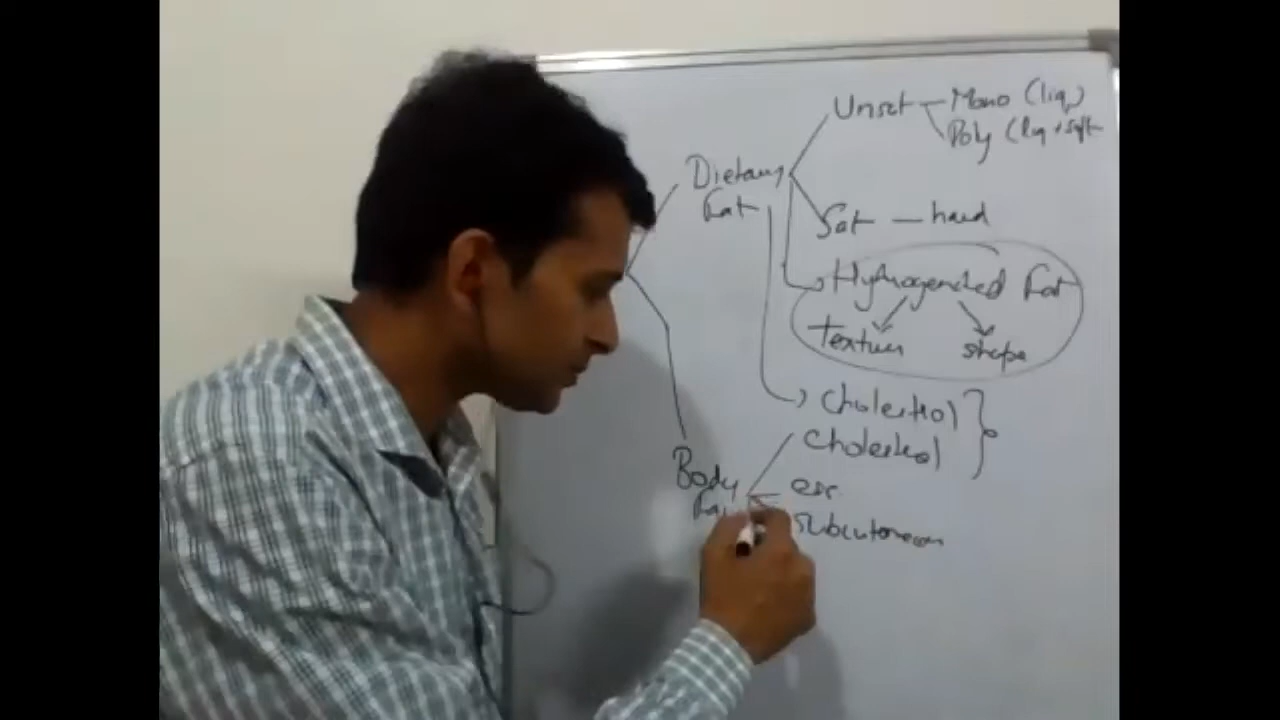 Unsat Mono (liq)
Poly (liq + soft
Dietary
Fat
Sat — hard
Hydrogenated Fat
Texture shape
Cholestrol
Cholestrol
Body
Fat
Subcutaneous